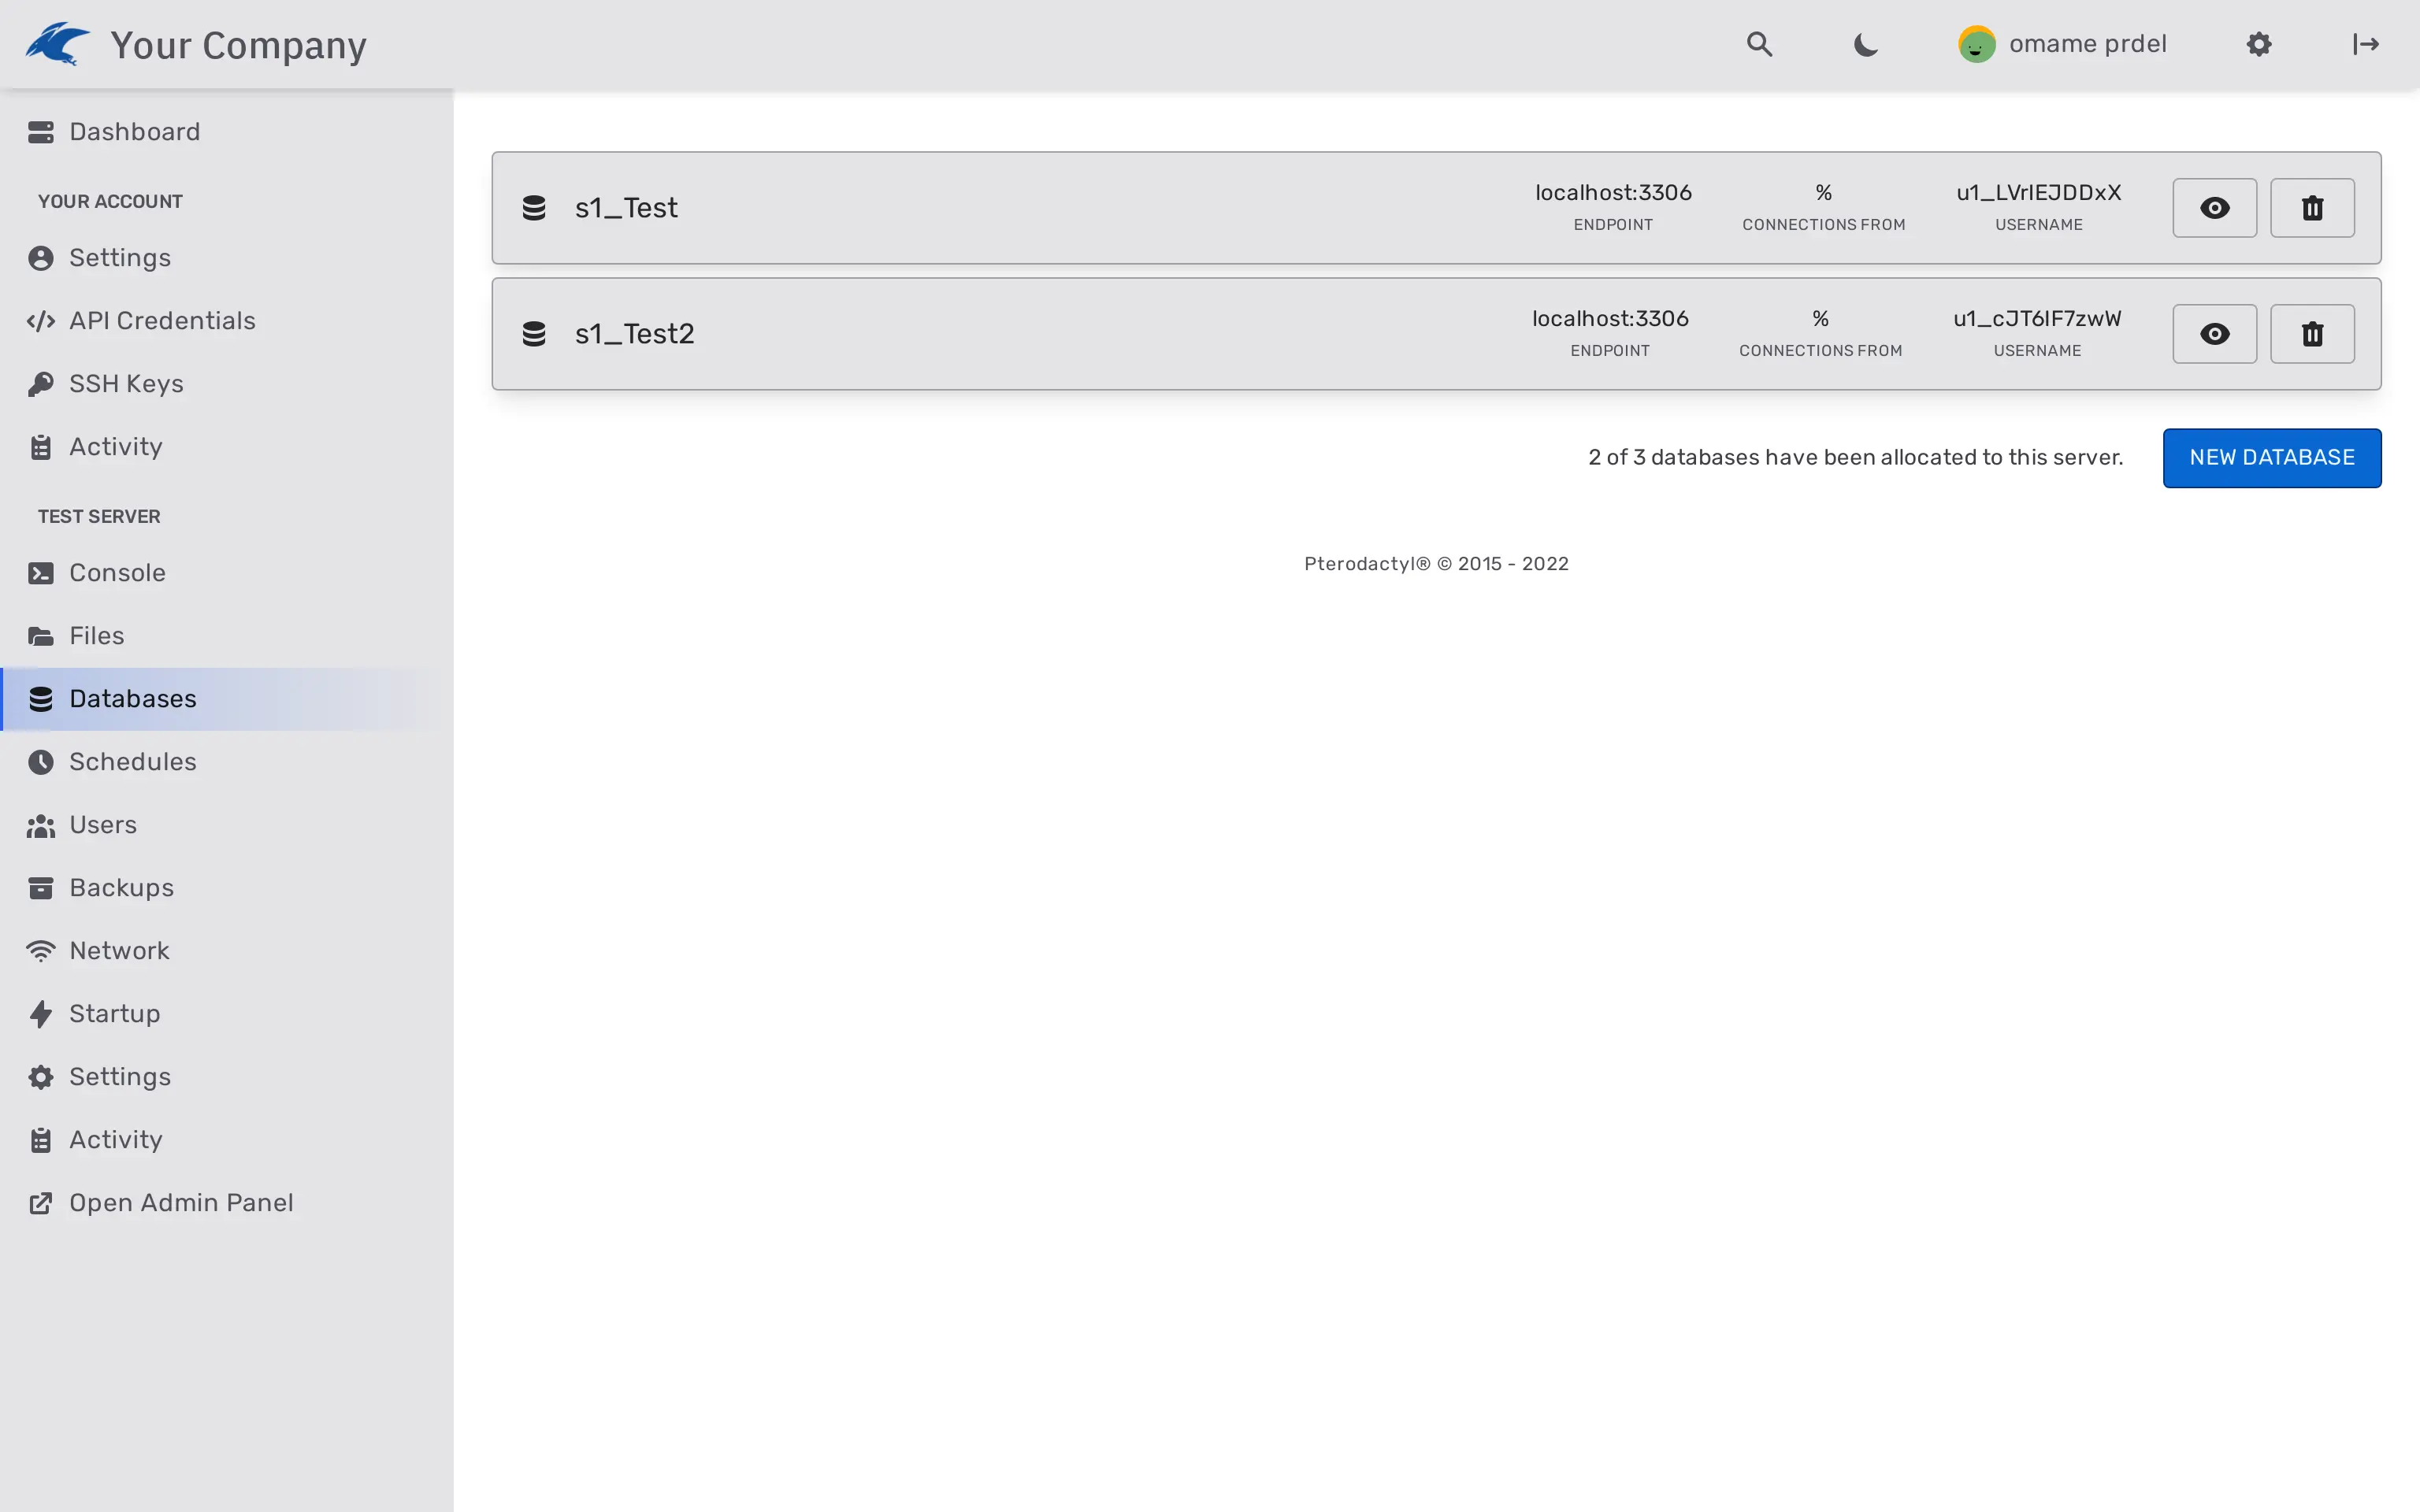 Your Company
omame prdel
Dashboard
YOUR ACCOUNT
Settings
API Credentials
SSH Keys
Activity
TEST SERVER
Console
Files
Databases
Schedules
Users
Backups
Network
Startup
Settings
Activity
Open Admin Panel
s1_Test
localhost:3306
ENDPOINT
%
CONNECTIONS FROM
u1_LVrIEJDDxX
USERNAME
s1_Test2
localhost:3306
ENDPOINT
%
CONNECTIONS FROM
u1_cJT6IF7zwW
USERNAME
2 of 3 databases have been allocated to this server.
NEW DATABASE
Pterodactyl® © 2015 - 2022